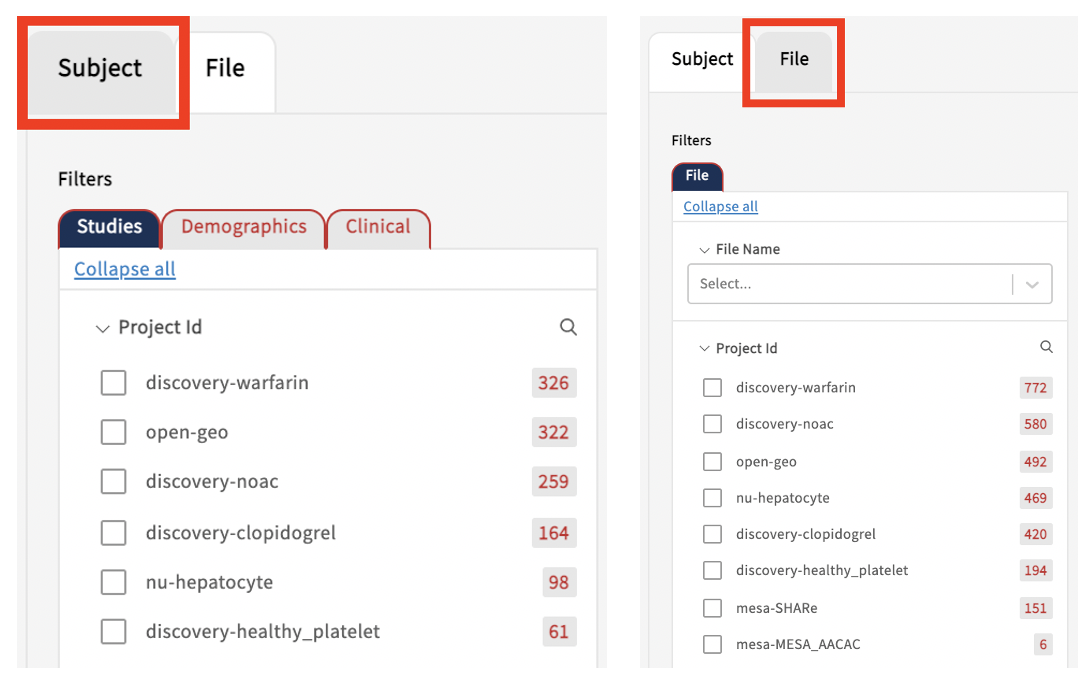 Subject File
Filters
Studies Demographics Clinical
Collapse all
Project Id
discovery-warfarin 326
open-geo 322
discovery-noac 259
discovery-clopidogrel 164
nu-hepatocyte 98
discovery-healthy_platelet 61
Subject File
Filters
File
Collapse all
File Name
Select...
Project Id
discovery-warfarin 772
discovery-noac 580
open-geo 492
nu-hepatocyte 469
discovery-clopidogrel 420
discovery-healthy_platelet 194
mesa-SHARe 151
mesa-MESA_AACAC 6